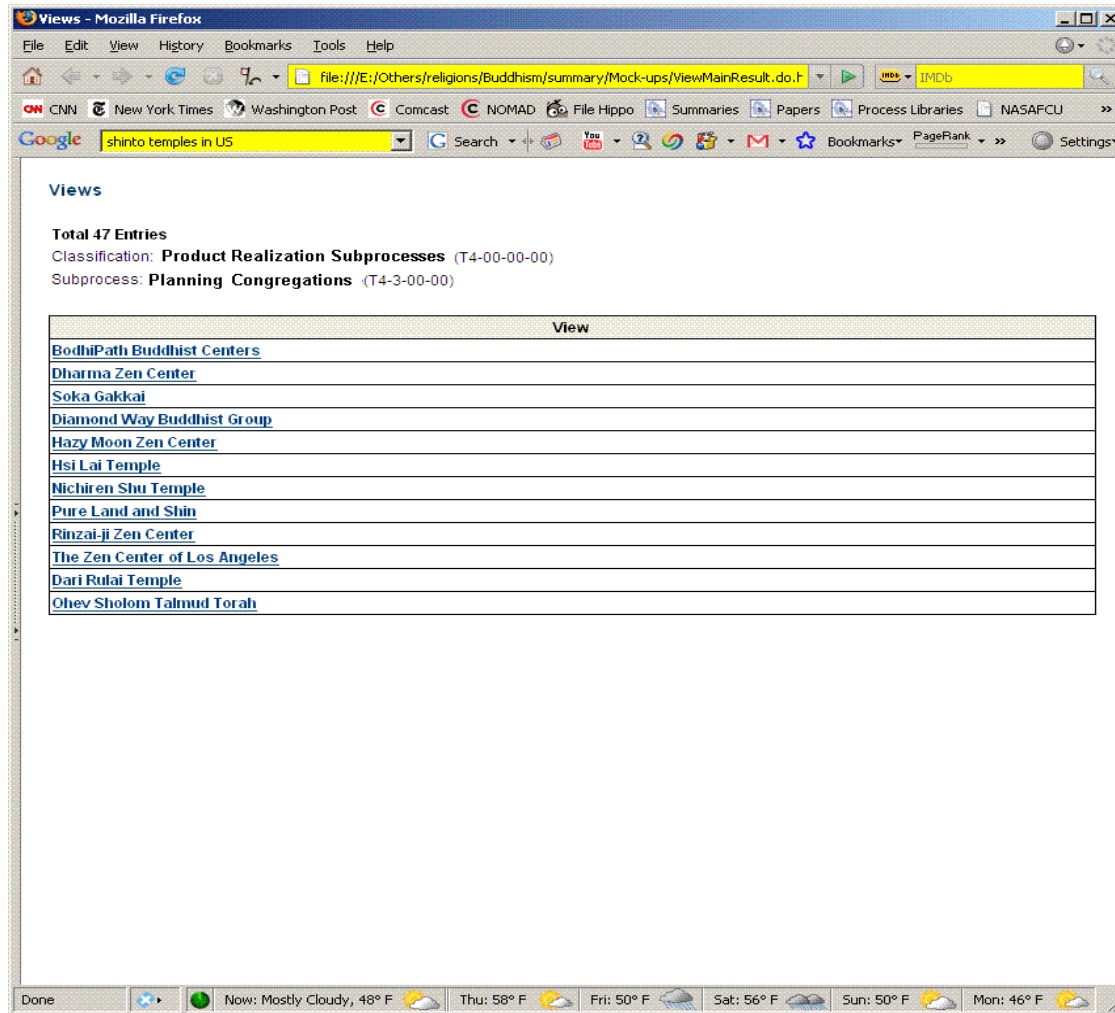 Views - Mozilla Firefox
File Edit View History Bookmarks Tools Help
file:///E:/Others/religions/Buddhism/summary/Mock-ups/ViewMainResult.do.h IMDb IMDb
CNN CNN New York Times Washington Post Comcast NOMAD File Hippo Summaries Papers Process Libraries NASAFCU »
Google shinto temples in US G Search You Tube Bookmarks PageRank » Settings
Views
Total 47 Entries
Classification: Product Realization Subprocesses (T4-00-00-00)
Subprocess: Planning Congregations (T4-3-00-00)
View
BodhiPath Buddhist Centers
Dharma Zen Center
Soka Gakkai
Diamond Way Buddhist Group
Hazy Moon Zen Center
Hsi Lai Temple
Nichiren Shu Temple
Pure Land and Shin
Rinzai-ji Zen Center
The Zen Center of Los Angeles
Dari Rulai Temple
Ohev Sholom Talmud Torah
Done Now: Mostly Cloudy, 48° F Thu: 58° F Fri: 50° F Sat: 56° F Sun: 50° F Mon: 46° F